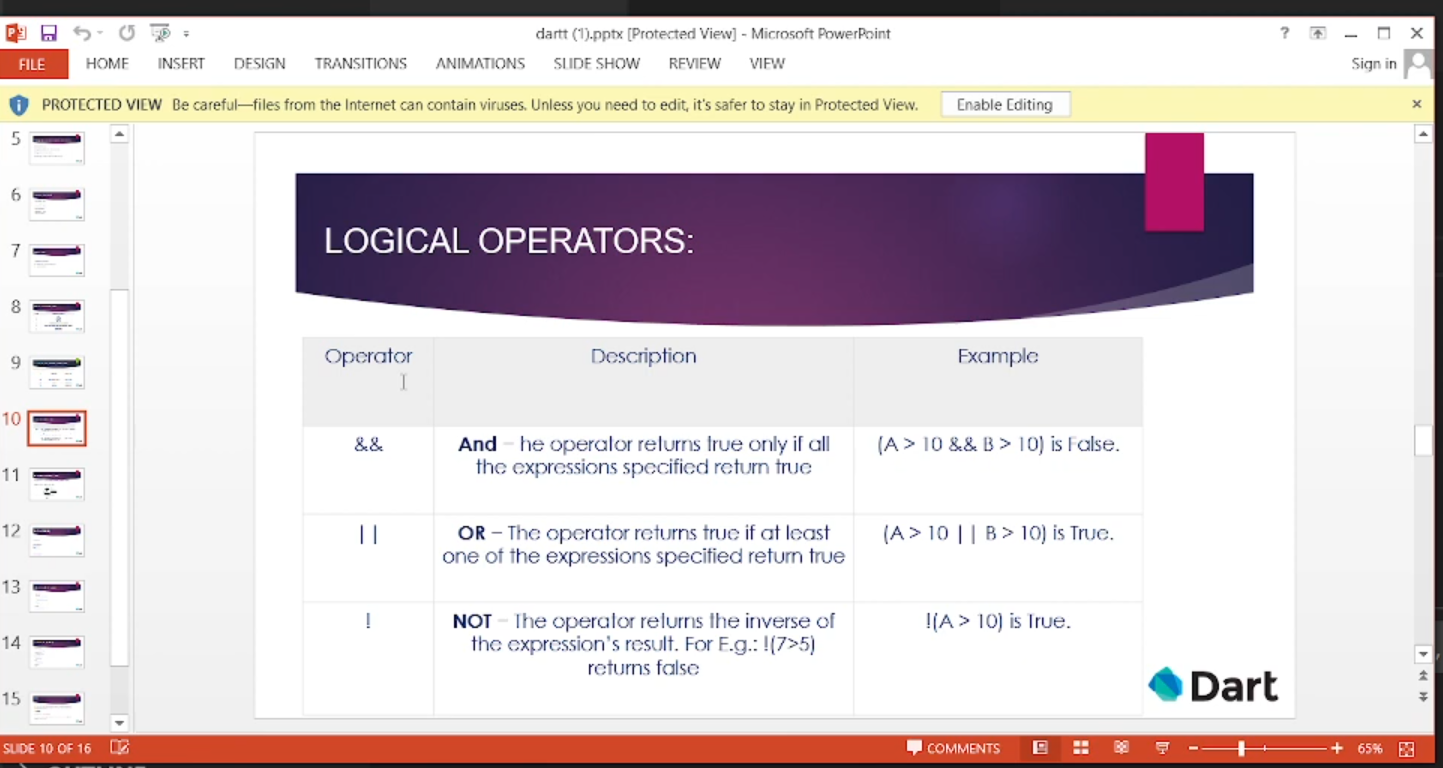 dartt (1).pptx [Protected View] - Microsoft PowerPoint
?
FILE HOME INSERT DESIGN TRANSITIONS ANIMATIONS SLIDE SHOW REVIEW VIEW Sign in
PROTECTED VIEW Be careful—files from the Internet can contain viruses. Unless you need to edit, it's safer to stay in Protected View. Enable Editing
5
6
7
8
9
10
11
12
13
14
15
LOGICAL OPERATORS:
Operator Description Example
&& And – he operator returns true only if all (A > 10 && B > 10) is False.
the expressions specified return true
|| OR – The operator returns true if at least (A > 10 || B > 10) is True.
one of the expressions specified return true
! NOT – The operator returns the inverse of !(A > 10) is True.
the expression's result. For E.g.: !(7>5)
returns false
Dart
SLIDE 10 OF 16 COMMENTS 65%